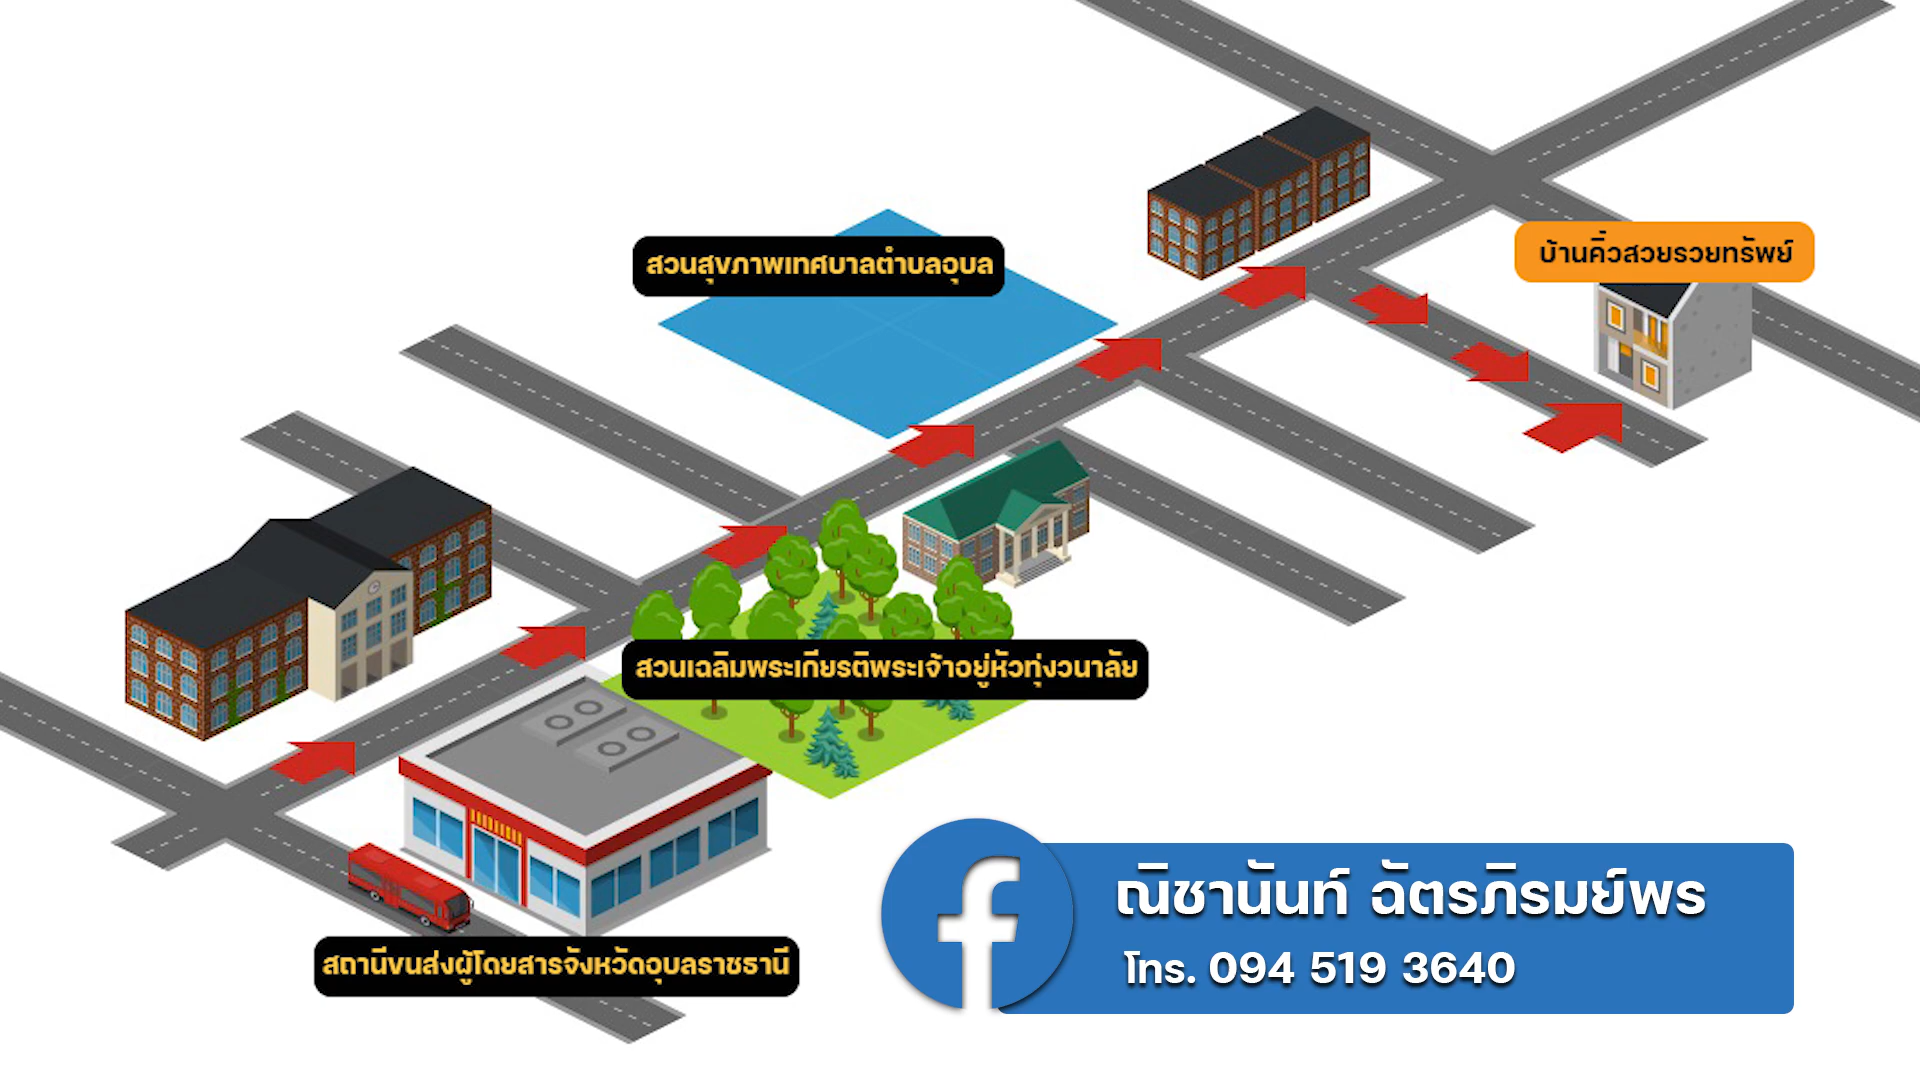 สวนสุขภาพเทศบาลตำบลอุบล
บ้านคิ้วสวยรวยทรัพย์
สวนเฉลิมพระเกียรติพระเจ้าอยู่หัวทุ่งวนาลัย
สถานีขนส่งผู้โดยสารจังหวัดอุบลราชธานี
ณิชานันท์ ฉัตรภิรมย์พร
โทร. 094 519 3640